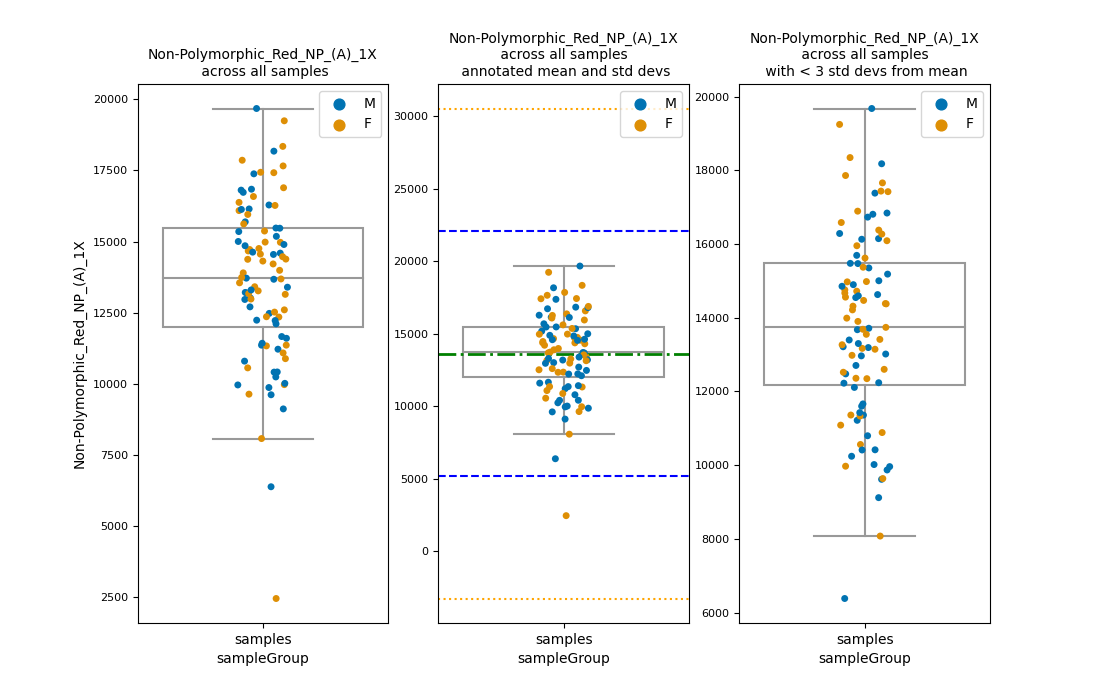 Non-Polymorphic_Red_NP_(A)_1X
across all samples
20000
17500
15000
12500
10000
7500
5000
2500
Non-Polymorphic_Red_NP_(A)_1X
M
F
samples
sampleGroup
Non-Polymorphic_Red_NP_(A)_1X
across all samples
annotated mean and std devs
30000
25000
20000
15000
10000
5000
0
M
F
samples
sampleGroup
Non-Polymorphic_Red_NP_(A)_1X
across all samples
with < 3 std devs from mean
20000
18000
16000
14000
12000
10000
8000
6000
M
F
samples
sampleGroup